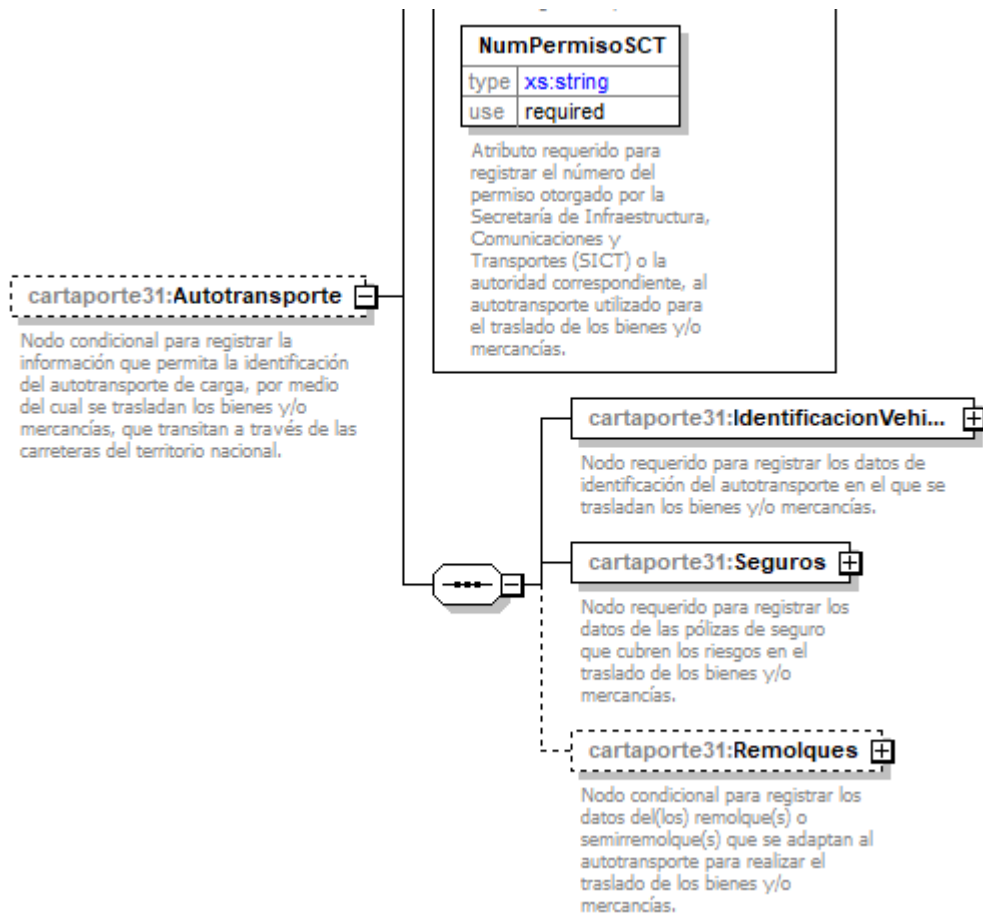 NumPermisoSCT
type xs:string
use required
Atributo requerido para
registrar el número del
permiso otorgado por la
Secretaría de Infraestructura,
Comunicaciones y
Transportes (SICT) o la
autoridad correspondiente, al
autotransporte utilizado para
el traslado de los bienes y/o
mercancías.
cartaporte31:Autotransporte
Nodo condicional para registrar la
información que permita la identificación
del autotransporte de carga, por medio
del cual se trasladan los bienes y/o
mercancías, que transitan a través de las
carreteras del territorio nacional.
cartaporte31:IdentificacionVehi...
Nodo requerido para registrar los datos de
identificación del autotransporte en el que se
trasladan los bienes y/o mercancías.
cartaporte31:Seguros
Nodo requerido para registrar los
datos de las pólizas de seguro
que cubren los riesgos en el
traslado de los bienes y/o
mercancías.
cartaporte31:Remolques
Nodo condicional para registrar los
datos del(los) remolque(s) o
semirremolque(s) que se adaptan al
autotransporte para realizar el
traslado de los bienes y/o
mercancías.